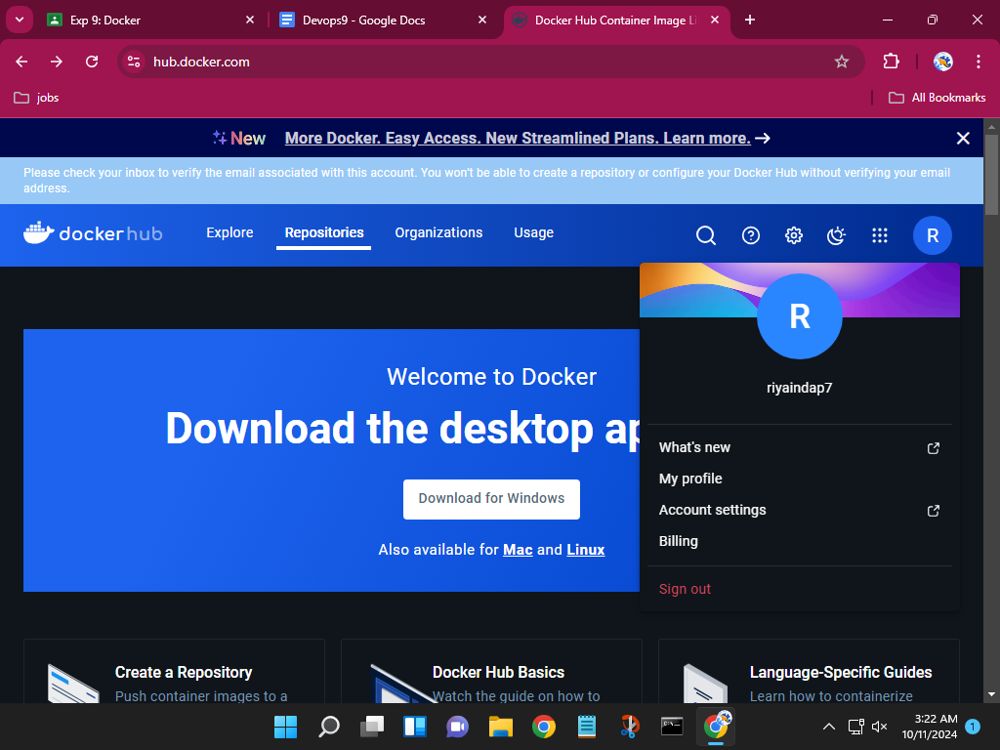 Exp 9: Docker
Devops9 - Google Docs
Docker Hub Container Image Li
hub.docker.com
jobs
All Bookmarks
New More Docker. Easy Access. New Streamlined Plans. Learn more.
Please check your inbox to verify the email associated with this account. You won't be able to create a repository or configure your Docker Hub without verifying your email
address.
dockerhub
Explore
Repositories
Organizations
Usage
R
R
riyaindap7
What's new
My profile
Account settings
Billing
Sign out
Welcome to Docker
Download the desktop ap
Download for Windows
Also available for Mac and Linux
Create a Repository
Push container images to a
Docker Hub Basics
Watch the guide on how to
Language-Specific Guides
Learn how to containerize
3:22 AM
10/11/2024
1